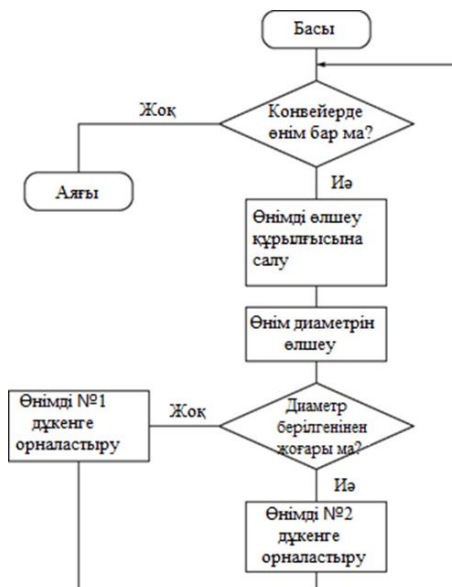 Басы
Жоқ
Конвейерде
өнім бар ма?
Аяғы
Иә
Өнімді өлшеу
құрылғысына
салу
Өнім диаметрін
өлшеу
Өнімді №1
дүкенге
орналастыру
Жоқ
Диаметр
берілгенінен
жоғары ма?
Иә
Өнімді №2
дүкенге
орналастыру